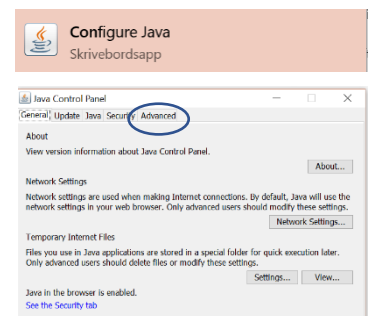 Configure Java
Skrivebordsapp
Java Control Panel
General Update Java Security Advanced
About
View version information about Java Control Panel.
About...
Network Settings
Network settings are used when making Internet connections. By default, Java will use the
network settings in your web browser. Only advanced users should modify these settings.
Network Settings...
Temporary Internet Files
Files you use in Java applications are stored in a special folder for quick execution later.
Only advanced users should delete files or modify these settings.
Settings... View...
Java in the browser is enabled.
See the Security tab